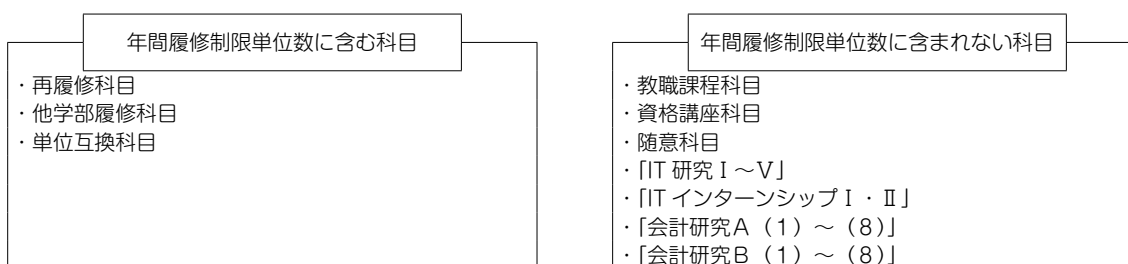 年間履修制限単位数に含む科目
・再履修科目
・他学部履修科目
・単位互換科目
年間履修制限単位数に含まれない科目
・教職課程科目
・資格講座科目
・随意科目
・「IT 研究Ⅰ～Ⅴ」
・「IT インターンシップⅠ・Ⅱ」
・「会計研究A（1）～（8）」
・「会計研究B（1）～（8）」